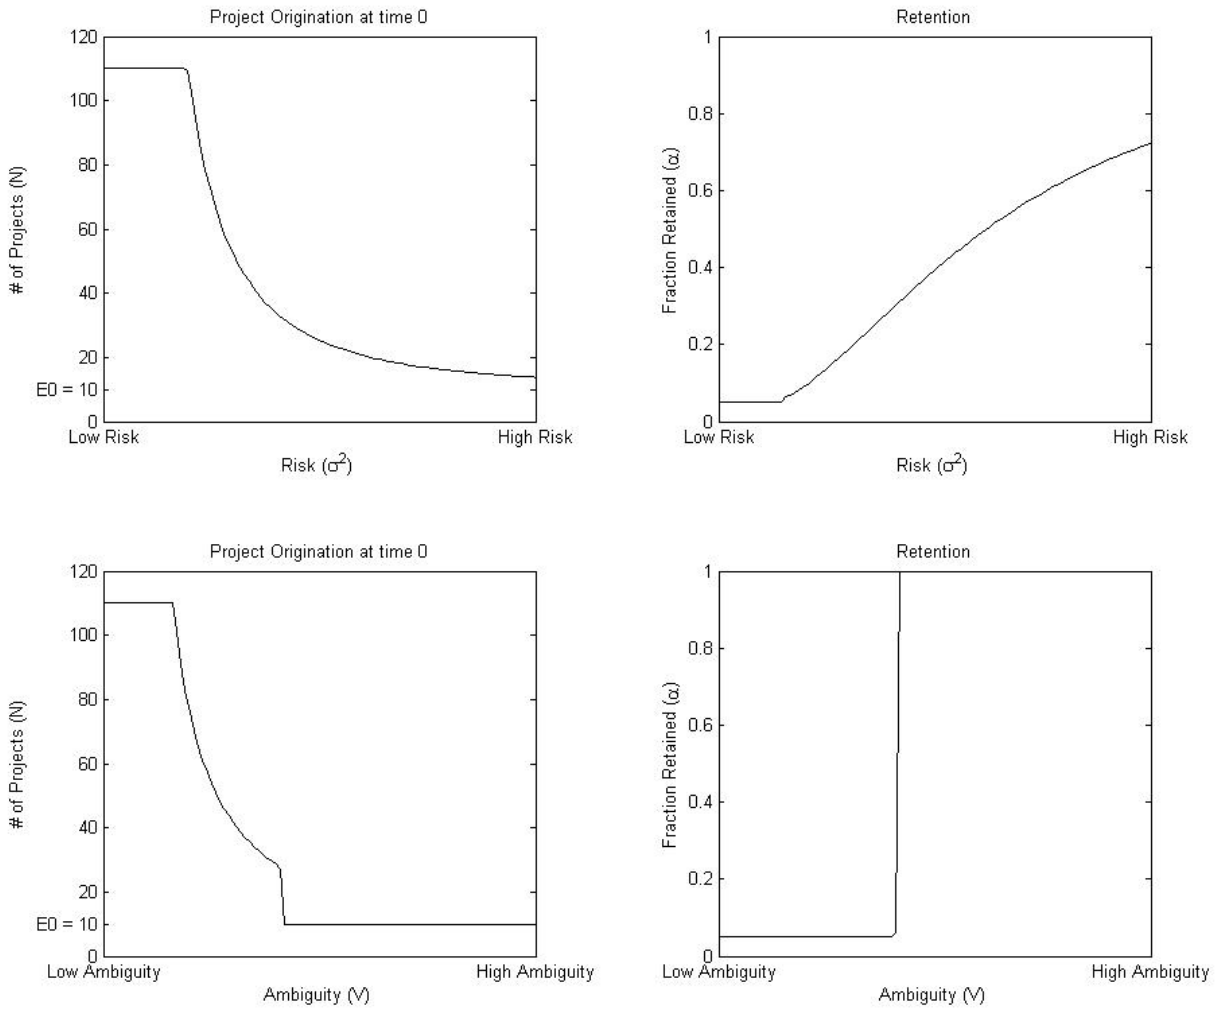 Project Origination at time 0
120
100
80
60
40
20
E0 = 10
0
# of Projects (N)
Low Risk
High Risk
Risk (σ²)
Retention
1
0.8
0.6
0.4
0.2
0
Fraction Retained (α)
Low Risk
High Risk
Risk (σ²)
Project Origination at time 0
120
100
80
60
40
20
E0 = 10
0
# of Projects (N)
Low Ambiguity
High Ambiguity
Ambiguity (V)
Retention
1
0.8
0.6
0.4
0.2
0
Fraction Retained (α)
Low Ambiguity
High Ambiguity
Ambiguity (V)